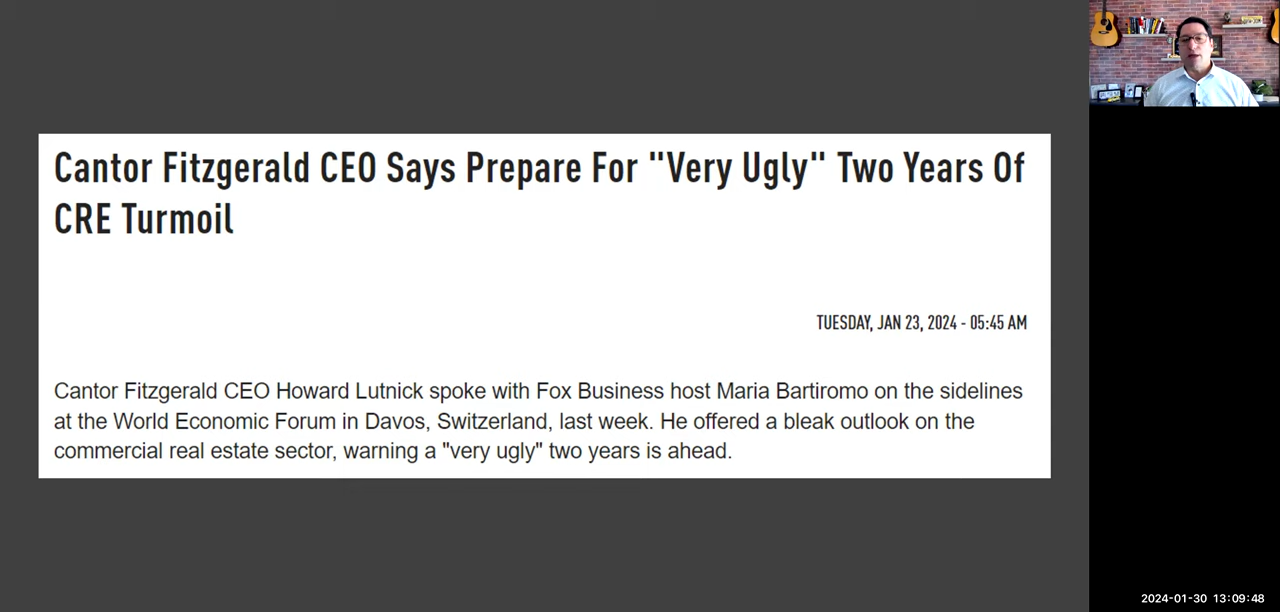 Cantor Fitzgerald CEO Says Prepare For "Very Ugly" Two Years Of
CRE Turmoil
TUESDAY, JAN 23, 2024 - 05:45 AM
Cantor Fitzgerald CEO Howard Lutnick spoke with Fox Business host Maria Bartiromo on the sidelines
at the World Economic Forum in Davos, Switzerland, last week. He offered a bleak outlook on the
commercial real estate sector, warning a "very ugly" two years is ahead.
2024-01-30 13:09:48